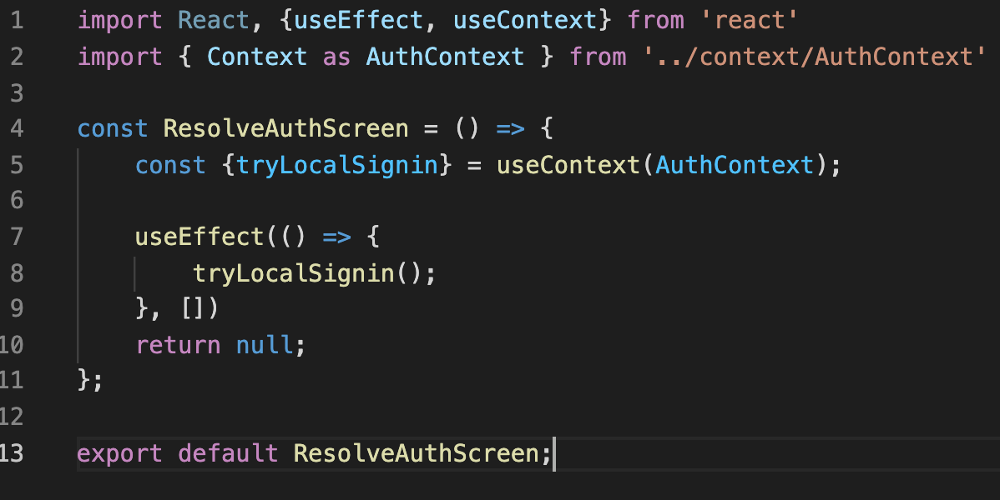 1 import React, {useEffect, useContext} from 'react'
2 import { Context as AuthContext } from '../context/AuthContext'
3
4 const ResolveAuthScreen = () => {
5     const {tryLocalSignin} = useContext(AuthContext);
6
7     useEffect(() => {
8         tryLocalSignin();
9     }, [])
10     return null;
11 };
12
13 export default ResolveAuthScreen;